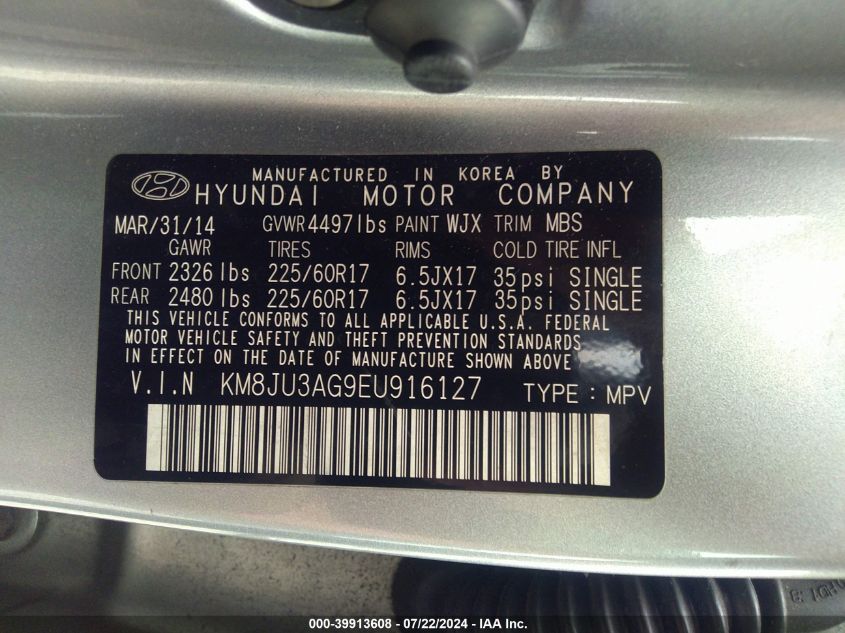 MANUFACTURED IN KOREA BY
HYUNDAI MOTOR COMPANY
MAR/31/14 GVWR 4497lbs PAINT WJX TRIM MBS
GAWR TIRES RIMS COLD TIRE INFL
FRONT 2326 lbs 225/60R17 6.5JX17 35psi SINGLE
REAR 2480 lbs 225/60R17 6.5JX17 35psi SINGLE
THIS VEHICLE CONFORMS TO ALL APPLICABLE U.S.A. FEDERAL
MOTOR VEHICLE SAFETY AND THEFT PREVENTION STANDARDS
IN EFFECT ON THE DATE OF MANUFACTURE SHOWN ABOVE
V.I.N KM8JU3AG9EU916127 TYPE : MPV
000-39913608 - 07/22/2024 - IAA Inc.